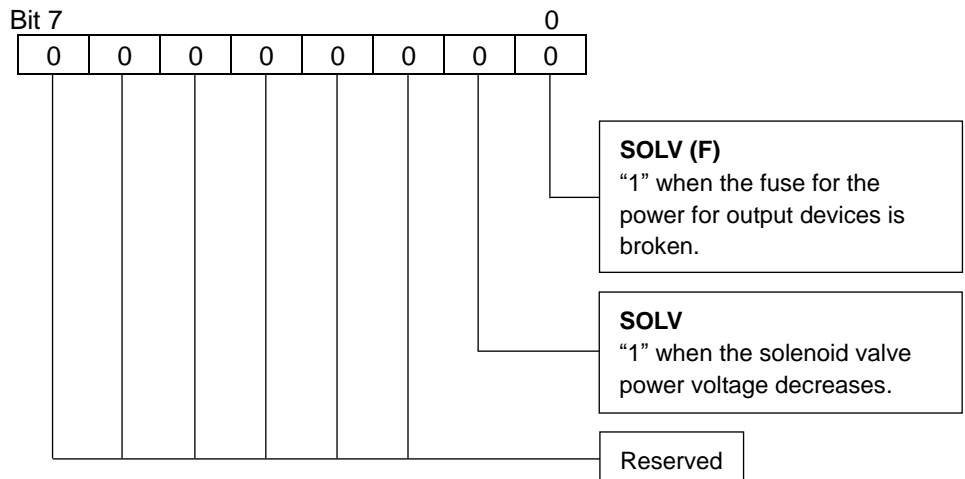 Bit 7 0
0 0 0 0 0 0 0 0
SOLV (F)
“1” when the fuse for the
power for output devices is
broken.
SOLV
“1” when the solenoid valve
power voltage decreases.
Reserved